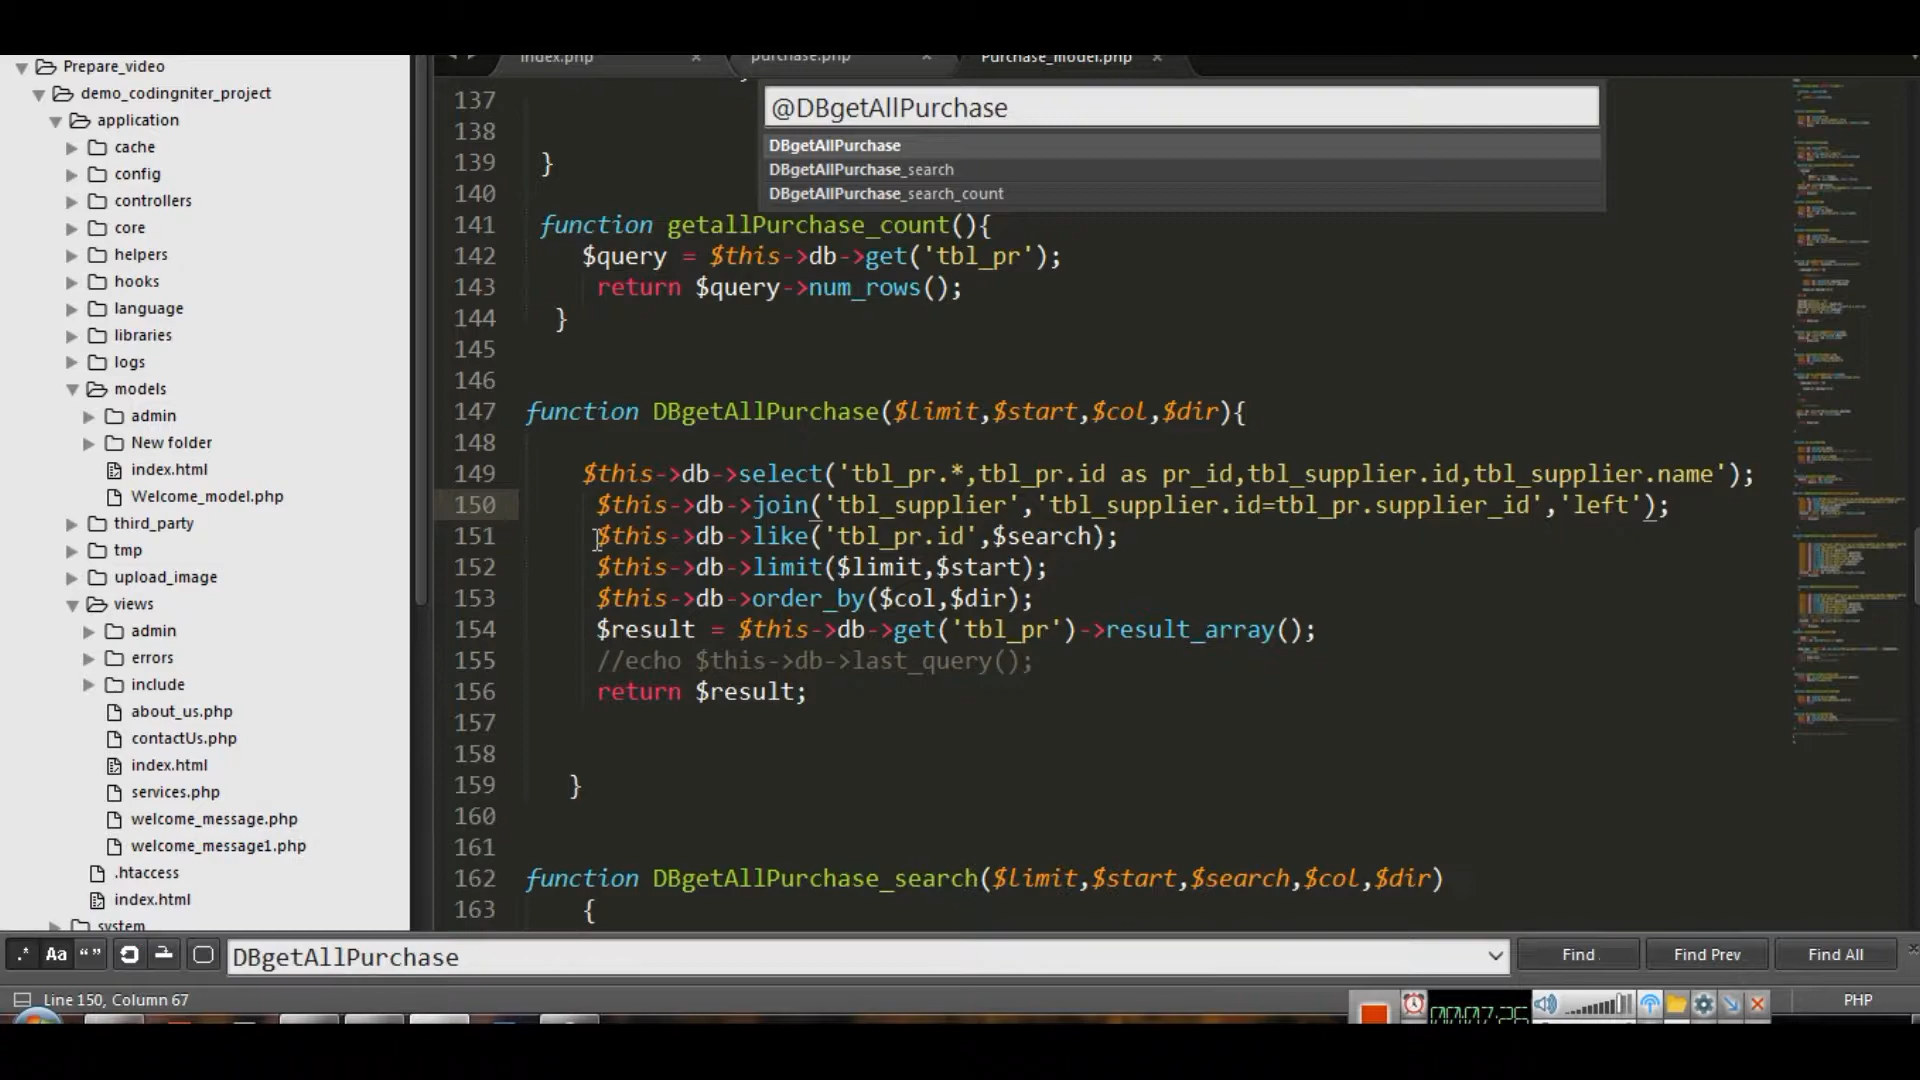 Prepare_video
demo_codingniter_project
application
cache
config
controllers
core
helpers
hooks
language
libraries
logs
models
admin
New folder
index.html
Welcome_model.php
third_party
tmp
upload_image
views
admin
errors
include
about_us.php
contactUs.php
index.html
services.php
welcome_message.php
welcome_message1.php
.htaccess
index.html
system
index.php × purchase.php × Purchase_model.php ×
@DBgetAllPurchase
DBgetAllPurchase
DBgetAllPurchase_search
DBgetAllPurchase_search_count
137
138
139 }
140
141 function getallPurchase_count(){
142 $query = $this->db->get('tbl_pr');
143 return $query->num_rows();
144 }
145
146
147 function DBgetAllPurchase($limit,$start,$col,$dir){
148
149 $this->db->select('tbl_pr.*,tbl_pr.id as pr_id,tbl_supplier.id,tbl_supplier.name');
150 $this->db->join('tbl_supplier','tbl_supplier.id=tbl_pr.supplier_id','left');
151 $this->db->like('tbl_pr.id',$search);
152 $this->db->limit($limit,$start);
153 $this->db->order_by($col,$dir);
154 $result = $this->db->get('tbl_pr')->result_array();
155 //echo $this->db->last_query();
156 return $result;
157
158
159 }
160
161
162 function DBgetAllPurchase_search($limit,$start,$search,$col,$dir)
163 {
.* Aa “ ” DBgetAllPurchase Find Find Prev Find All
Line 150, Column 67 PHP